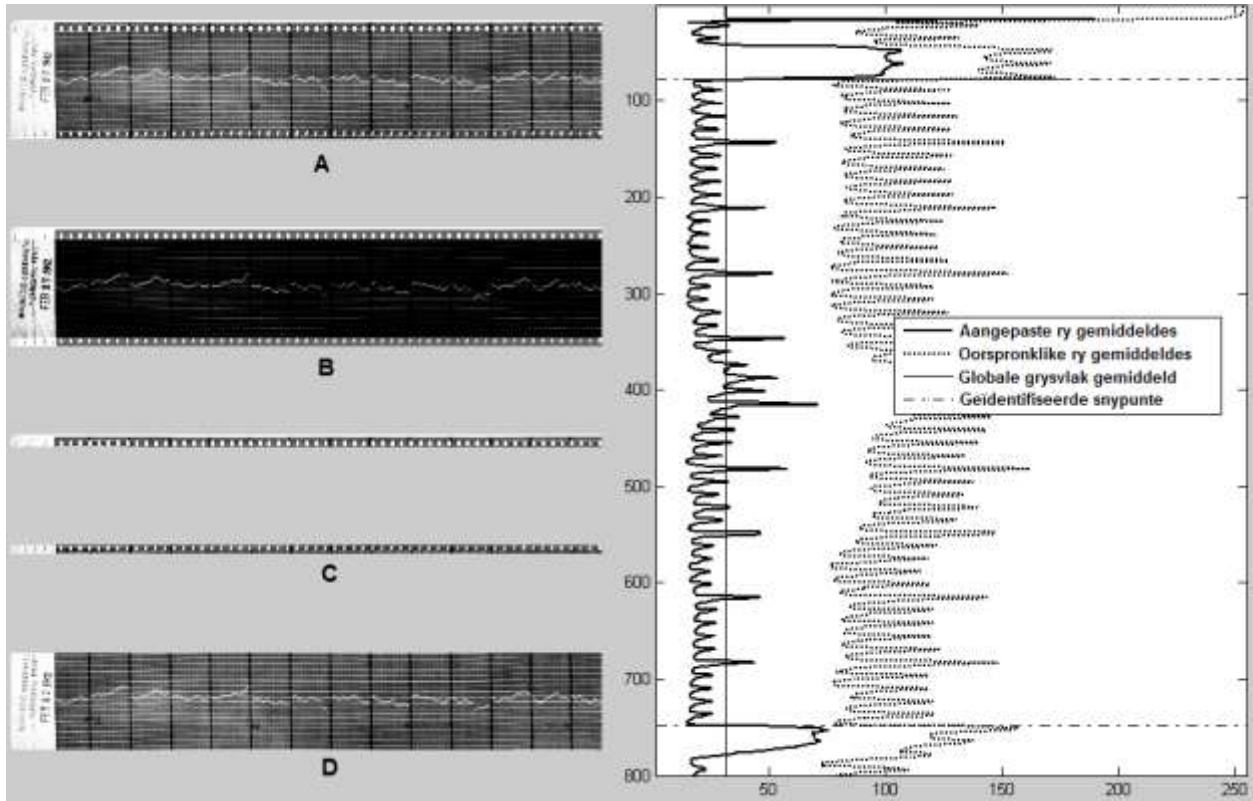 A
B
C
D
100
200
300
400
500
600
700
800
50
100
150
200
250
Aangepaste ry gemiddeldes
Oorspronklike ry gemiddeldes
Globale grysvlak gemiddeld
Geïdentifiseerde snypunte